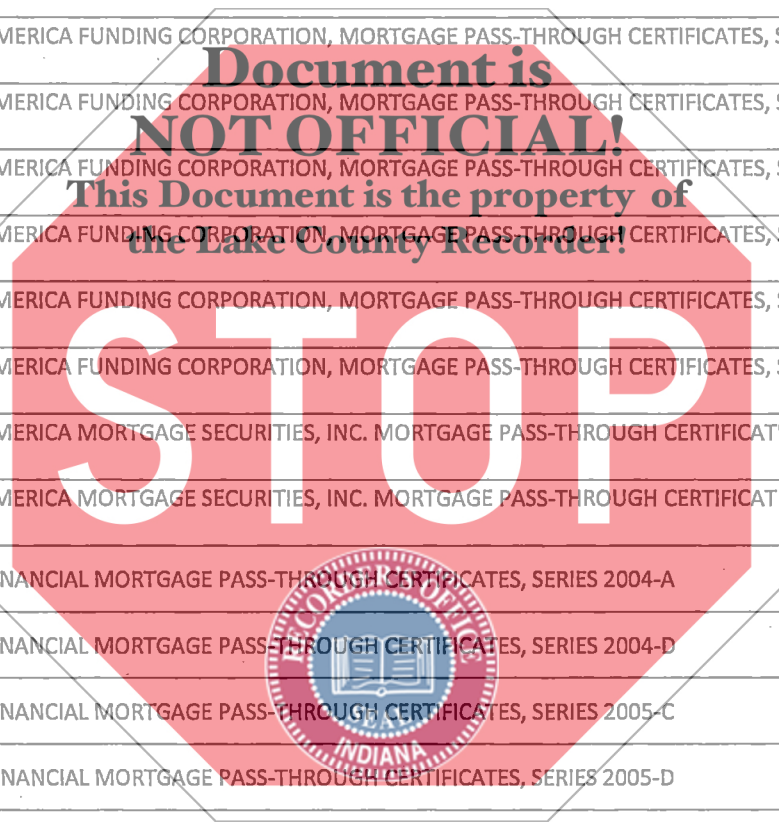 MERICA FUNDING CORPORATION, MORTGAGE PASS-THROUGH CERTIFICATES,
Document is
MERICA FUNDING CORPORATION, MORTGAGE PASS-THROUGH CERTIFICATES,
NOT OFFICIAL!
MERICA FUNDING CORPORATION, MORTGAGE PASS-THROUGH CERTIFICATES,
This Document is the property of
MERICA FUNDING CORPORATION, MORTGAGE PASS-THROUGH CERTIFICATES,
the Lake County Recorder!
MERICA FUNDING CORPORATION, MORTGAGE PASS-THROUGH CERTIFICATES,
MERICA FUNDING CORPORATION, MORTGAGE PASS-THROUGH CERTIFICATES,
STOP
MERICA MORTGAGE SECURITIES, INC. MORTGAGE PASS-THROUGH CERTIFICAT
MERICA MORTGAGE SECURITIES, INC. MORTGAGE PASS-THROUGH CERTIFICAT
NANCIAL MORTGAGE PASS-THROUGH CERTIFICATES, SERIES 2004-A
RECORDER'S OFFICE
NANCIAL MORTGAGE PASS-THROUGH CERTIFICATES, SERIES 2004-D
NANCIAL MORTGAGE PASS-THROUGH CERTIFICATES, SERIES 2005-C
SEAL
INDIANA
NANCIAL MORTGAGE PASS-THROUGH CERTIFICATES, SERIES 2005-D